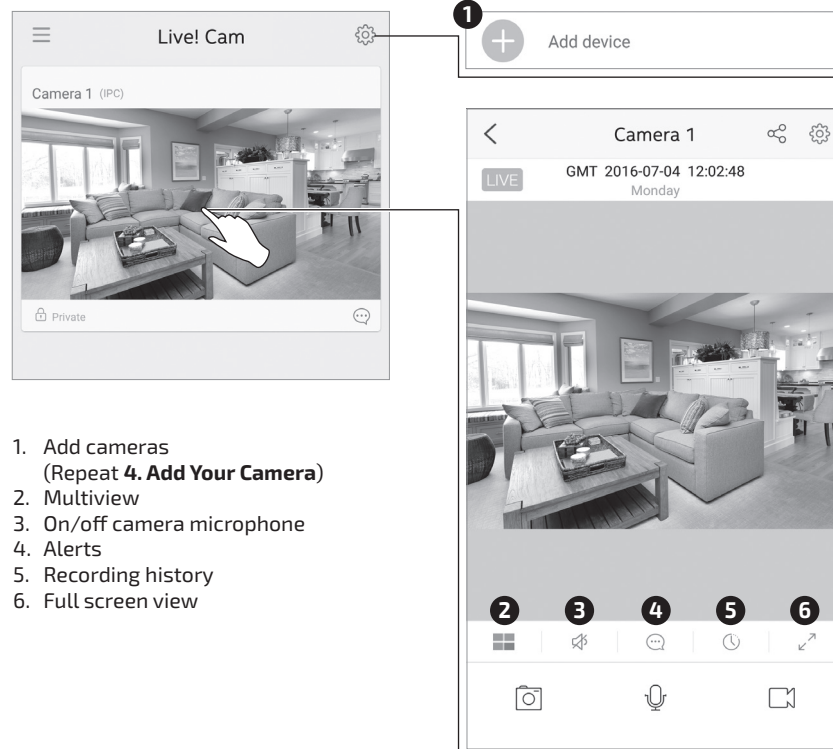 Live! Cam
Camera 1 (IPC)
Private
1
Add device
Camera 1
LIVE
GMT 2016-07-04 12:02:48
Monday
2 3 4 5 6
1. Add cameras
(Repeat 4. Add Your Camera)
2. Multiview
3. On/off camera microphone
4. Alerts
5. Recording history
6. Full screen view